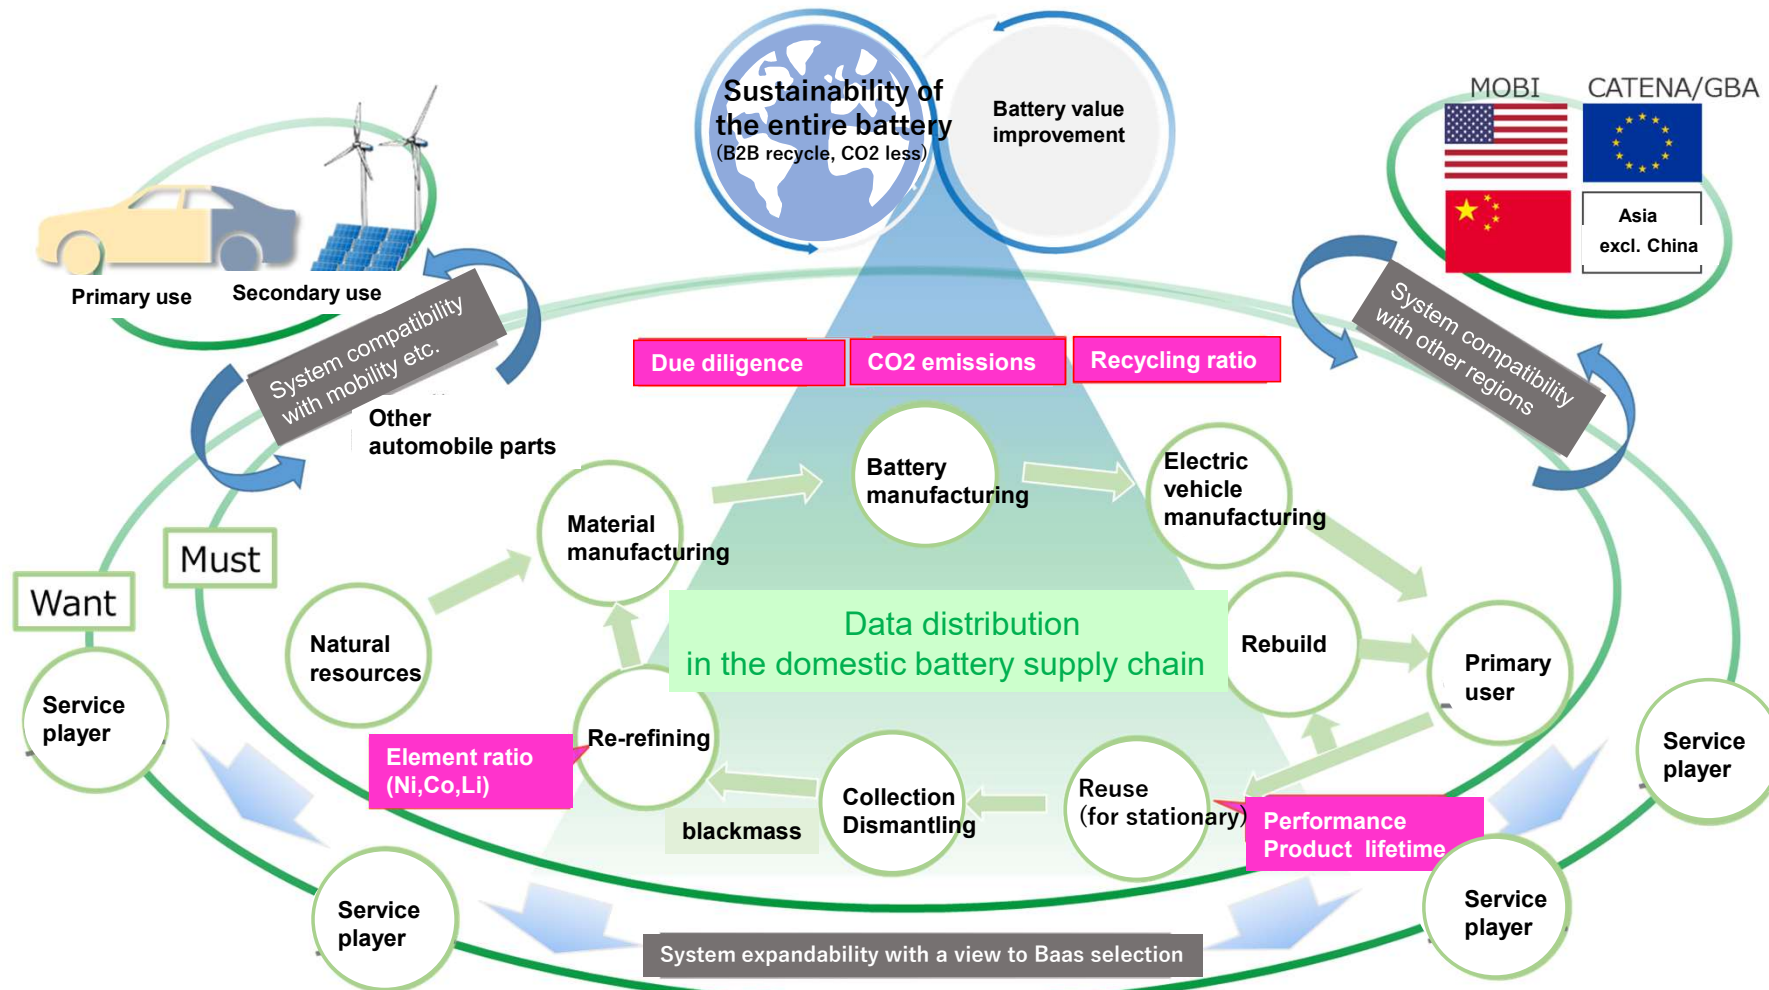 Sustainability of
the entire battery
(B2B recycle, CO2 less)
Battery value
improvement
MOBI
CATENA/GBA
Asia
excl. China
Primary use
Secondary use
System compatibility
with mobility etc.
System compatibility
with other regions
Due diligence
CO2 emissions
Recycling ratio
Other
automobile parts
Battery
manufacturing
Electric
vehicle
manufacturing
Material
manufacturing
Must
Want
Natural
resources
Data distribution
in the domestic battery supply chain
Rebuild
Primary
user
Service
player
Re-refining
Element ratio
(Ni,Co,Li)
blackmass
Collection
Dismantling
Reuse
(for stationary)
Performance
Product lifetime
Service
player
Service
player
Service
player
System expandability with a view to Baas selection